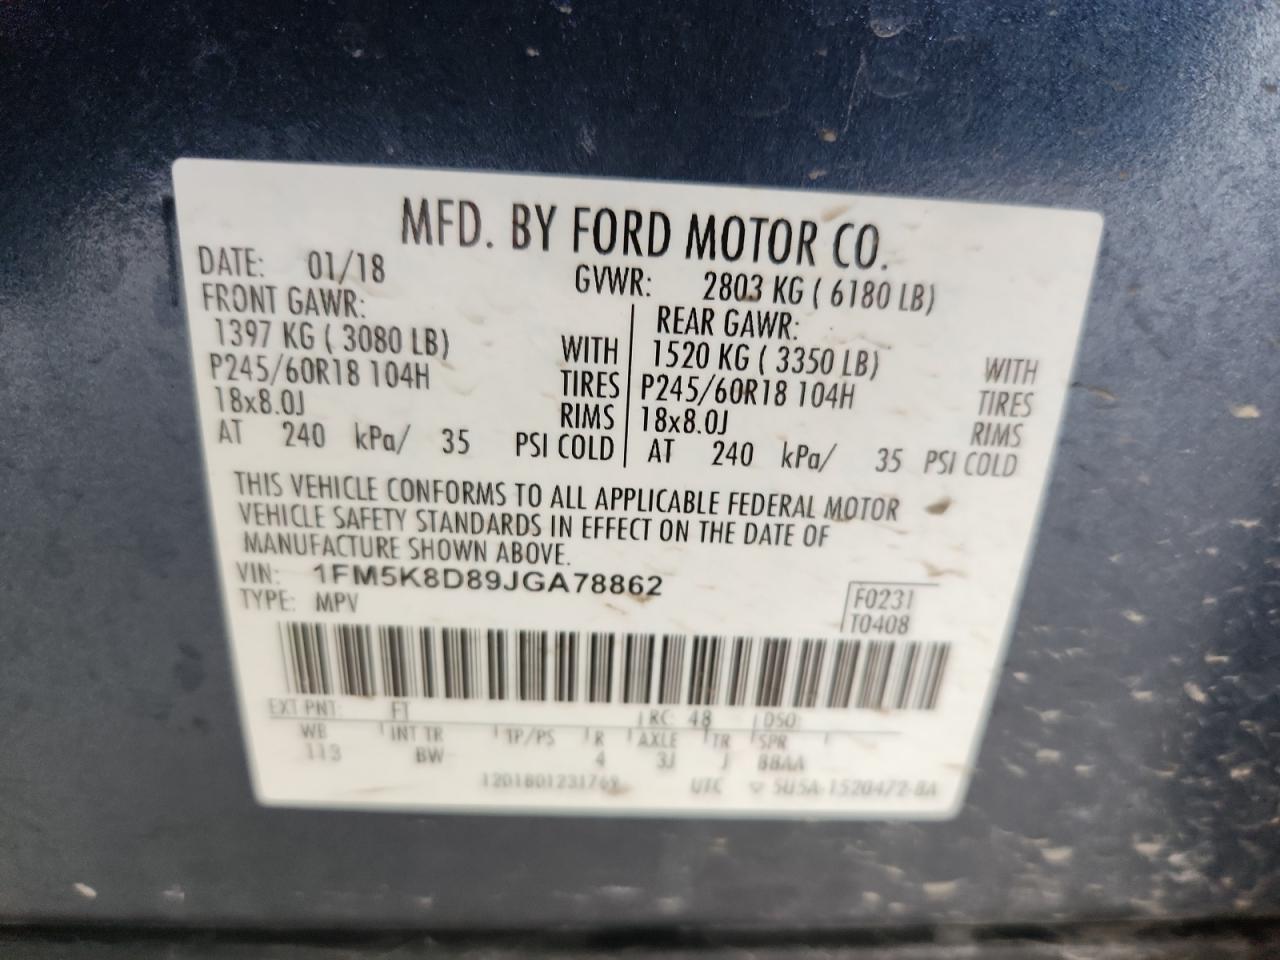 MFD. BY FORD MOTOR CO.
DATE: 01/18 GVWR: 2803 KG ( 6180 LB)
FRONT GAWR: REAR GAWR:
1397 KG ( 3080 LB) WITH 1520 KG ( 3350 LB) WITH
P245/60R18 104H TIRES P245/60R18 104H TIRES
18x8.0J RIMS 18x8.0J RIMS
AT 240 kPa/ 35 PSI COLD AT 240 kPa/ 35 PSI COLD
THIS VEHICLE CONFORMS TO ALL APPLICABLE FEDERAL MOTOR
VEHICLE SAFETY STANDARDS IN EFFECT ON THE DATE OF
MANUFACTURE SHOWN ABOVE.
VIN: 1FM5K8D89JGA78862
TYPE: MPV
F0231
T0408
EXT PNT: FT RC: 48 DSO:
WB INT TR TP/PS R AXLE TR SPR
113 BW 4 3J J BBAA
UTC ▽ 5U5A-1520472-BA